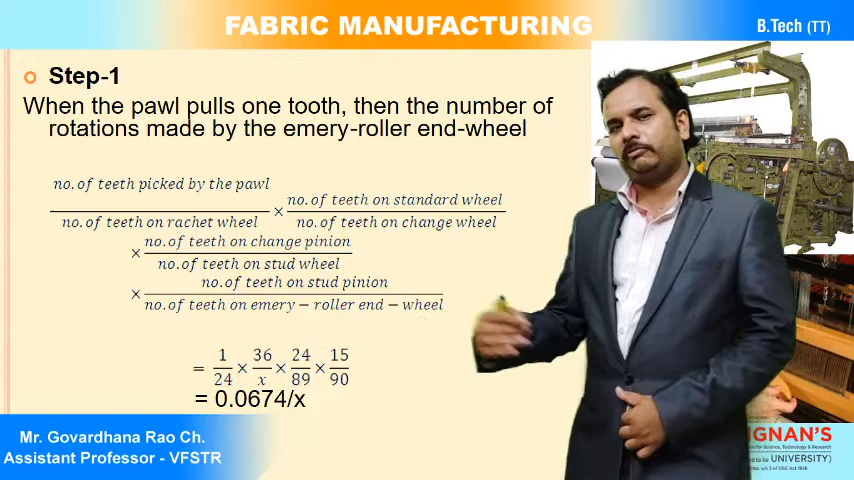 FABRIC MANUFACTURING
B.Tech (TT)
Step-1
When the pawl pulls one tooth, then the number of
rotations made by the emery-roller end-wheel
no. of teeth picked by the pawl / no. of teeth on rachet wheel × no. of teeth on standard wheel / no. of teeth on change wheel
× no. of teeth on change pinion / no. of teeth on stud wheel
× no. of teeth on stud pinion / no. of teeth on emery − roller end − wheel
= 1/24 × 36/x × 24/89 × 15/90
= 0.0674/x
Mr. Govardhana Rao Ch.
Assistant Professor - VFSTR
IGNAN'S
UNIVERSITY)